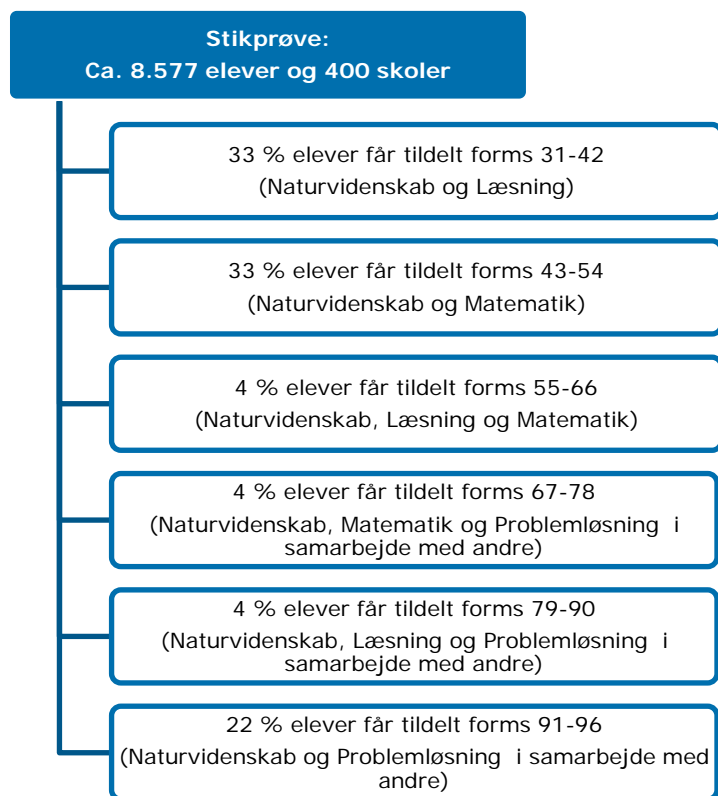 Stikprøve:
Ca. 8.577 elever og 400 skoler
33 % elever får tildelt forms 31-42
(Naturvidenskab og Læsning)
33 % elever får tildelt forms 43-54
(Naturvidenskab og Matematik)
4 % elever får tildelt forms 55-66
(Naturvidenskab, Læsning og Matematik)
4 % elever får tildelt forms 67-78
(Naturvidenskab, Matematik og Problemløsning i
samarbejde med andre)
4 % elever får tildelt forms 79-90
(Naturvidenskab, Læsning og Problemløsning i
samarbejde med andre)
22 % elever får tildelt forms 91-96
(Naturvidenskab og Problemløsning i samarbejde med
andre)